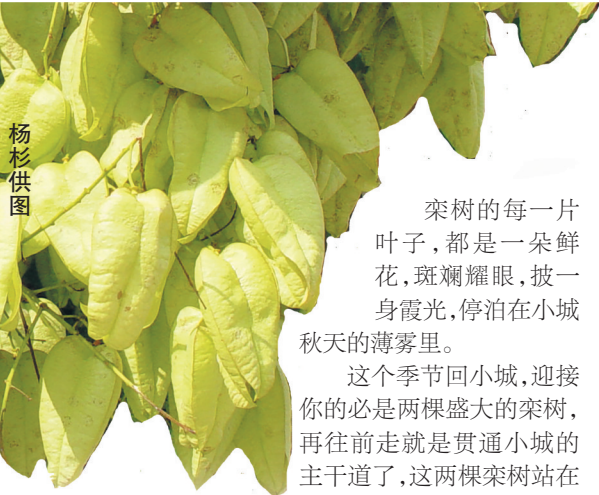 杨杉供图
栾树的每一片
叶子，都是一朵鲜
花，斑斓耀眼，披一
身霞光，停泊在小城
秋天的薄雾里。
这个季节回小城，迎接
你的必是两棵盛大的栾树，
再往前走就是贯通小城的
主干道了，这两棵栾树站在